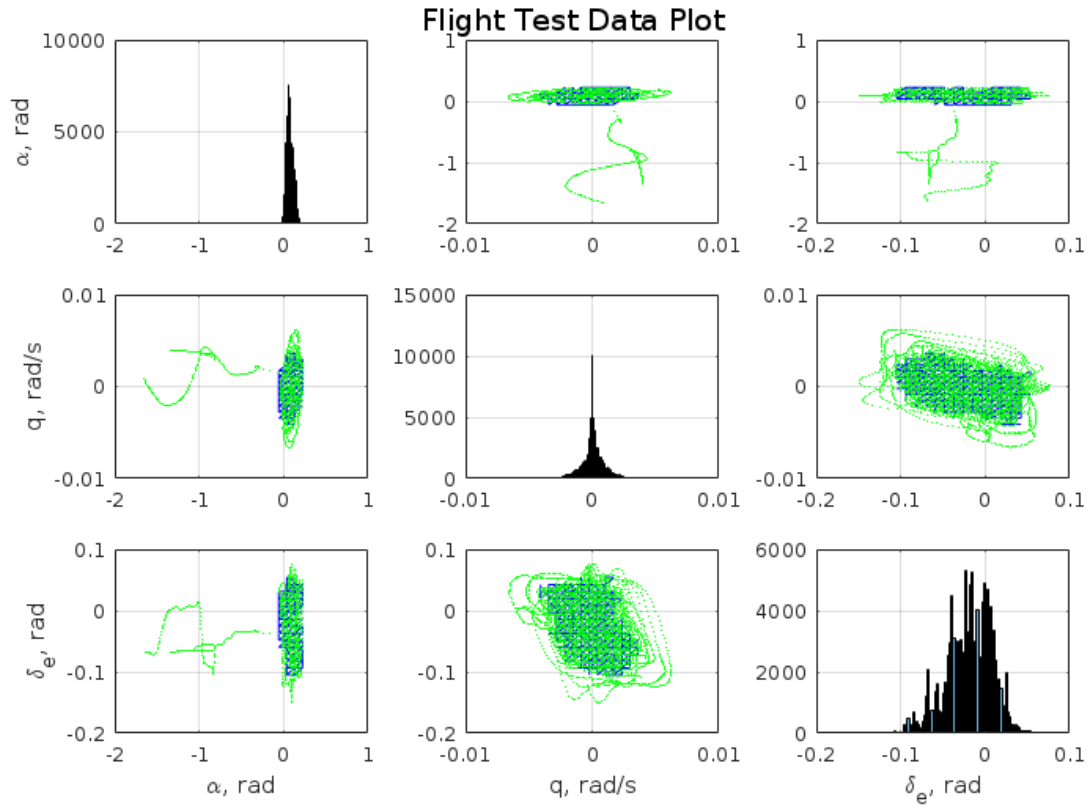 Flight Test Data Plot
10000
5000
0
-2 -1 0 1
α, rad
1
0
-1
-2
-0.01 0 0.01
1
0
-1
-2
-0.2 -0.1 0 0.1
0.01
0
-0.01
-2 -1 0 1
q, rad/s
15000
10000
5000
0
-0.01 0 0.01
0.01
0
-0.01
-0.2 -0.1 0 0.1
0.1
0
-0.1
-0.2
-2 -1 0 1
δe, rad
α, rad
0.1
0
-0.1
-0.2
-0.01 0 0.01
q, rad/s
6000
4000
2000
0
-0.2 -0.1 0 0.1
δe, rad